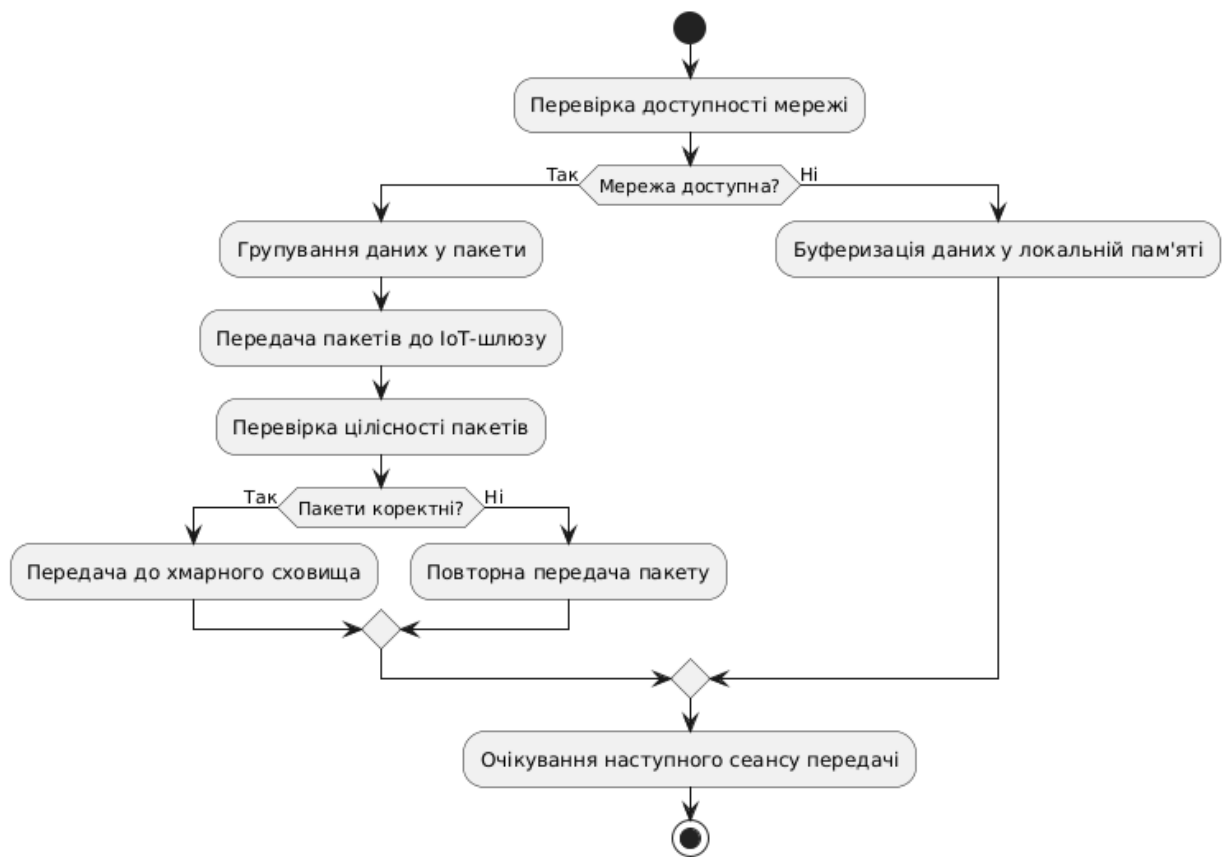 Перевірка доступності мережі
Так
Мережа доступна?
Ні
Групування даних у пакети
Буферизація даних у локальній пам'яті
Передача пакетів до IoT-шлюзу
Перевірка цілісності пакетів
Так
Пакети коректні?
Ні
Передача до хмарного сховища
Повторна передача пакету
Очікування наступного сеансу передачі